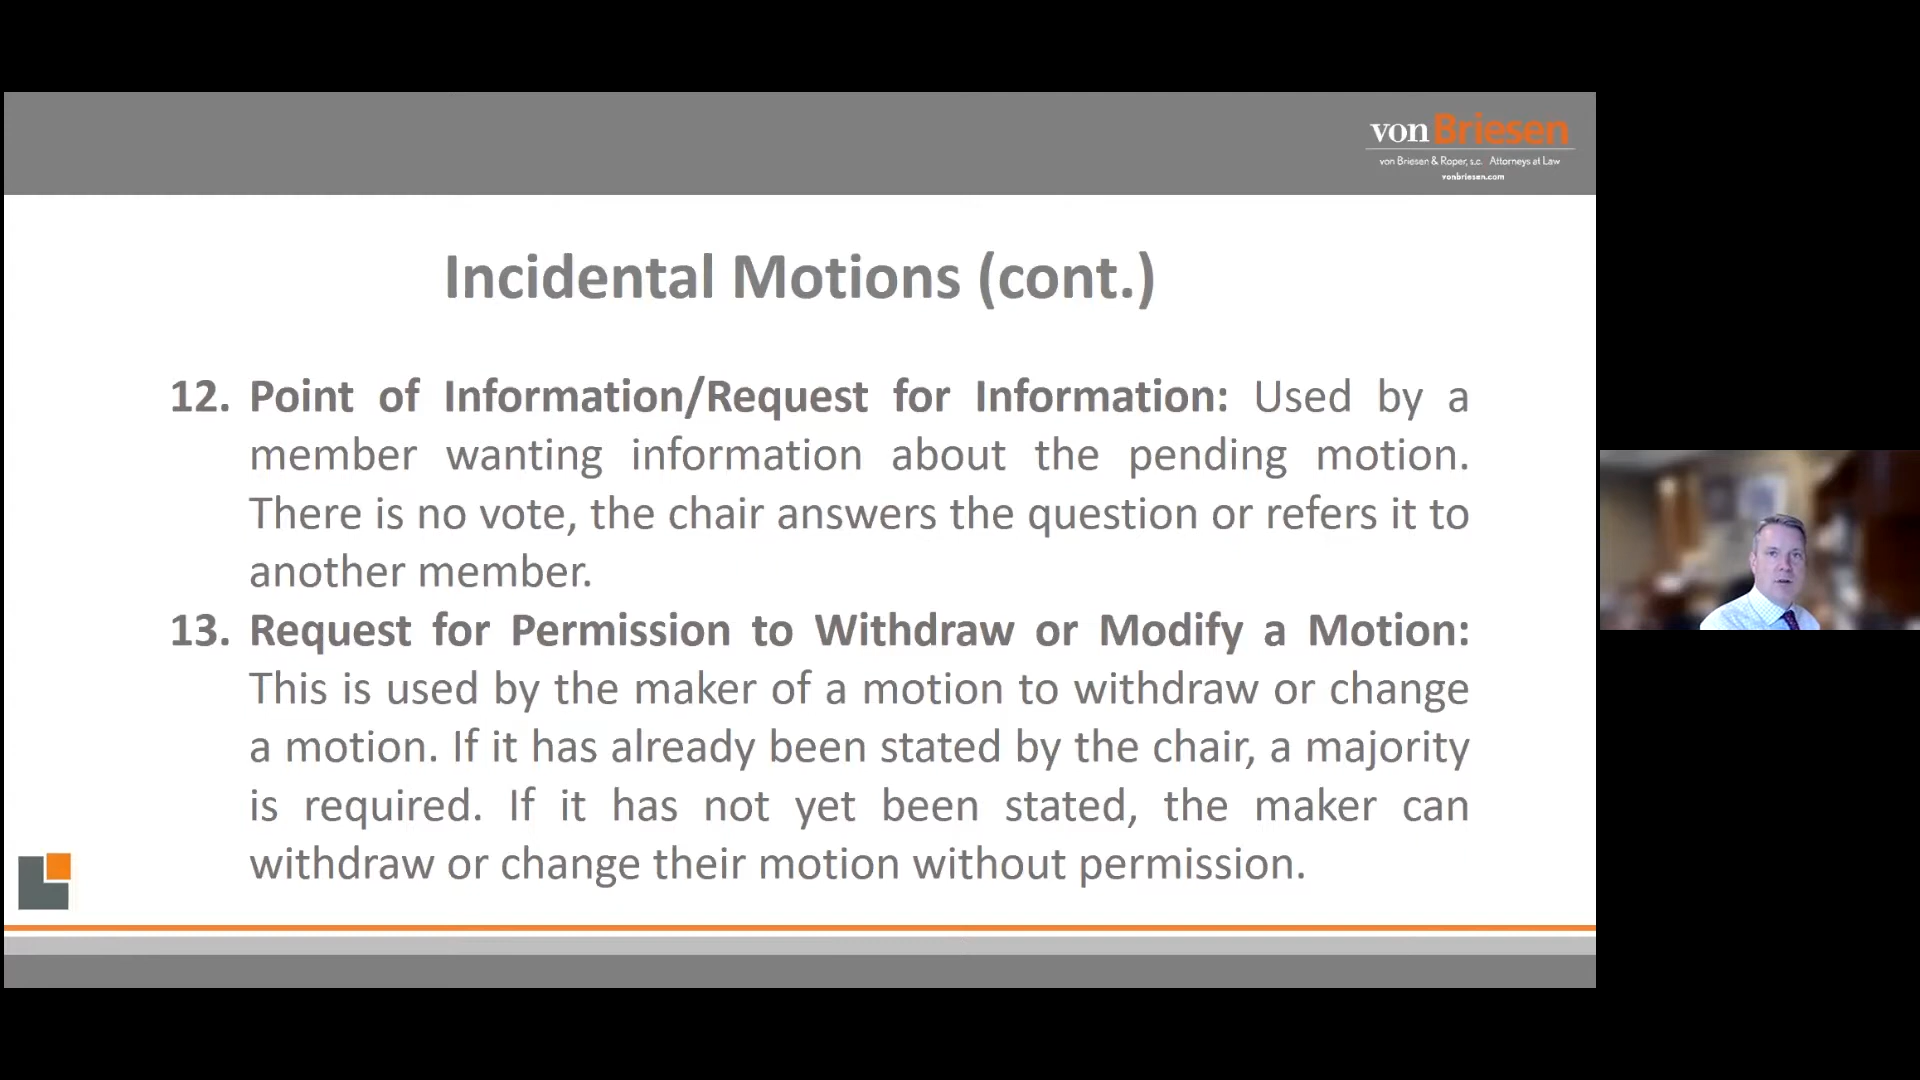 von Briesen
von Briesen & Roper, s.c. Attorneys at Law
vonbriesen.com
Incidental Motions (cont.)
12. Point of Information/Request for Information: Used by a
member wanting information about the pending motion.
There is no vote, the chair answers the question or refers it to
another member.
13. Request for Permission to Withdraw or Modify a Motion:
This is used by the maker of a motion to withdraw or change
a motion. If it has already been stated by the chair, a majority
is required. If it has not yet been stated, the maker can
withdraw or change their motion without permission.